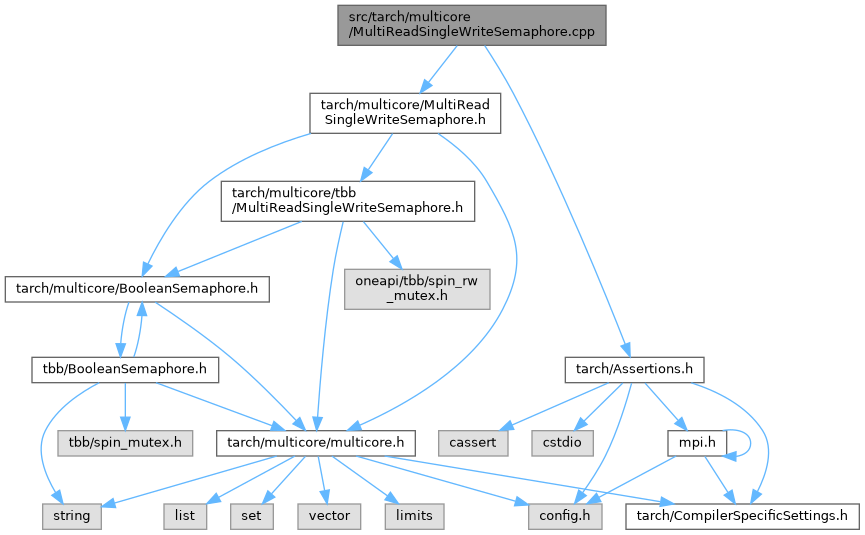 src/tarch/multicore
/MultiReadSingleWriteSemaphore.cpp
tarch/multicore/MultiRead
SingleWriteSemaphore.h
tarch/multicore/tbb
/MultiReadSingleWriteSemaphore.h
tarch/multicore/BooleanSemaphore.h
oneapi/tbb/spin_rw
_mutex.h
tbb/BooleanSemaphore.h
tarch/Assertions.h
tbb/spin_mutex.h
tarch/multicore/multicore.h
cassert
cstdio
mpi.h
string
list
set
vector
limits
config.h
tarch/CompilerSpecificSettings.h